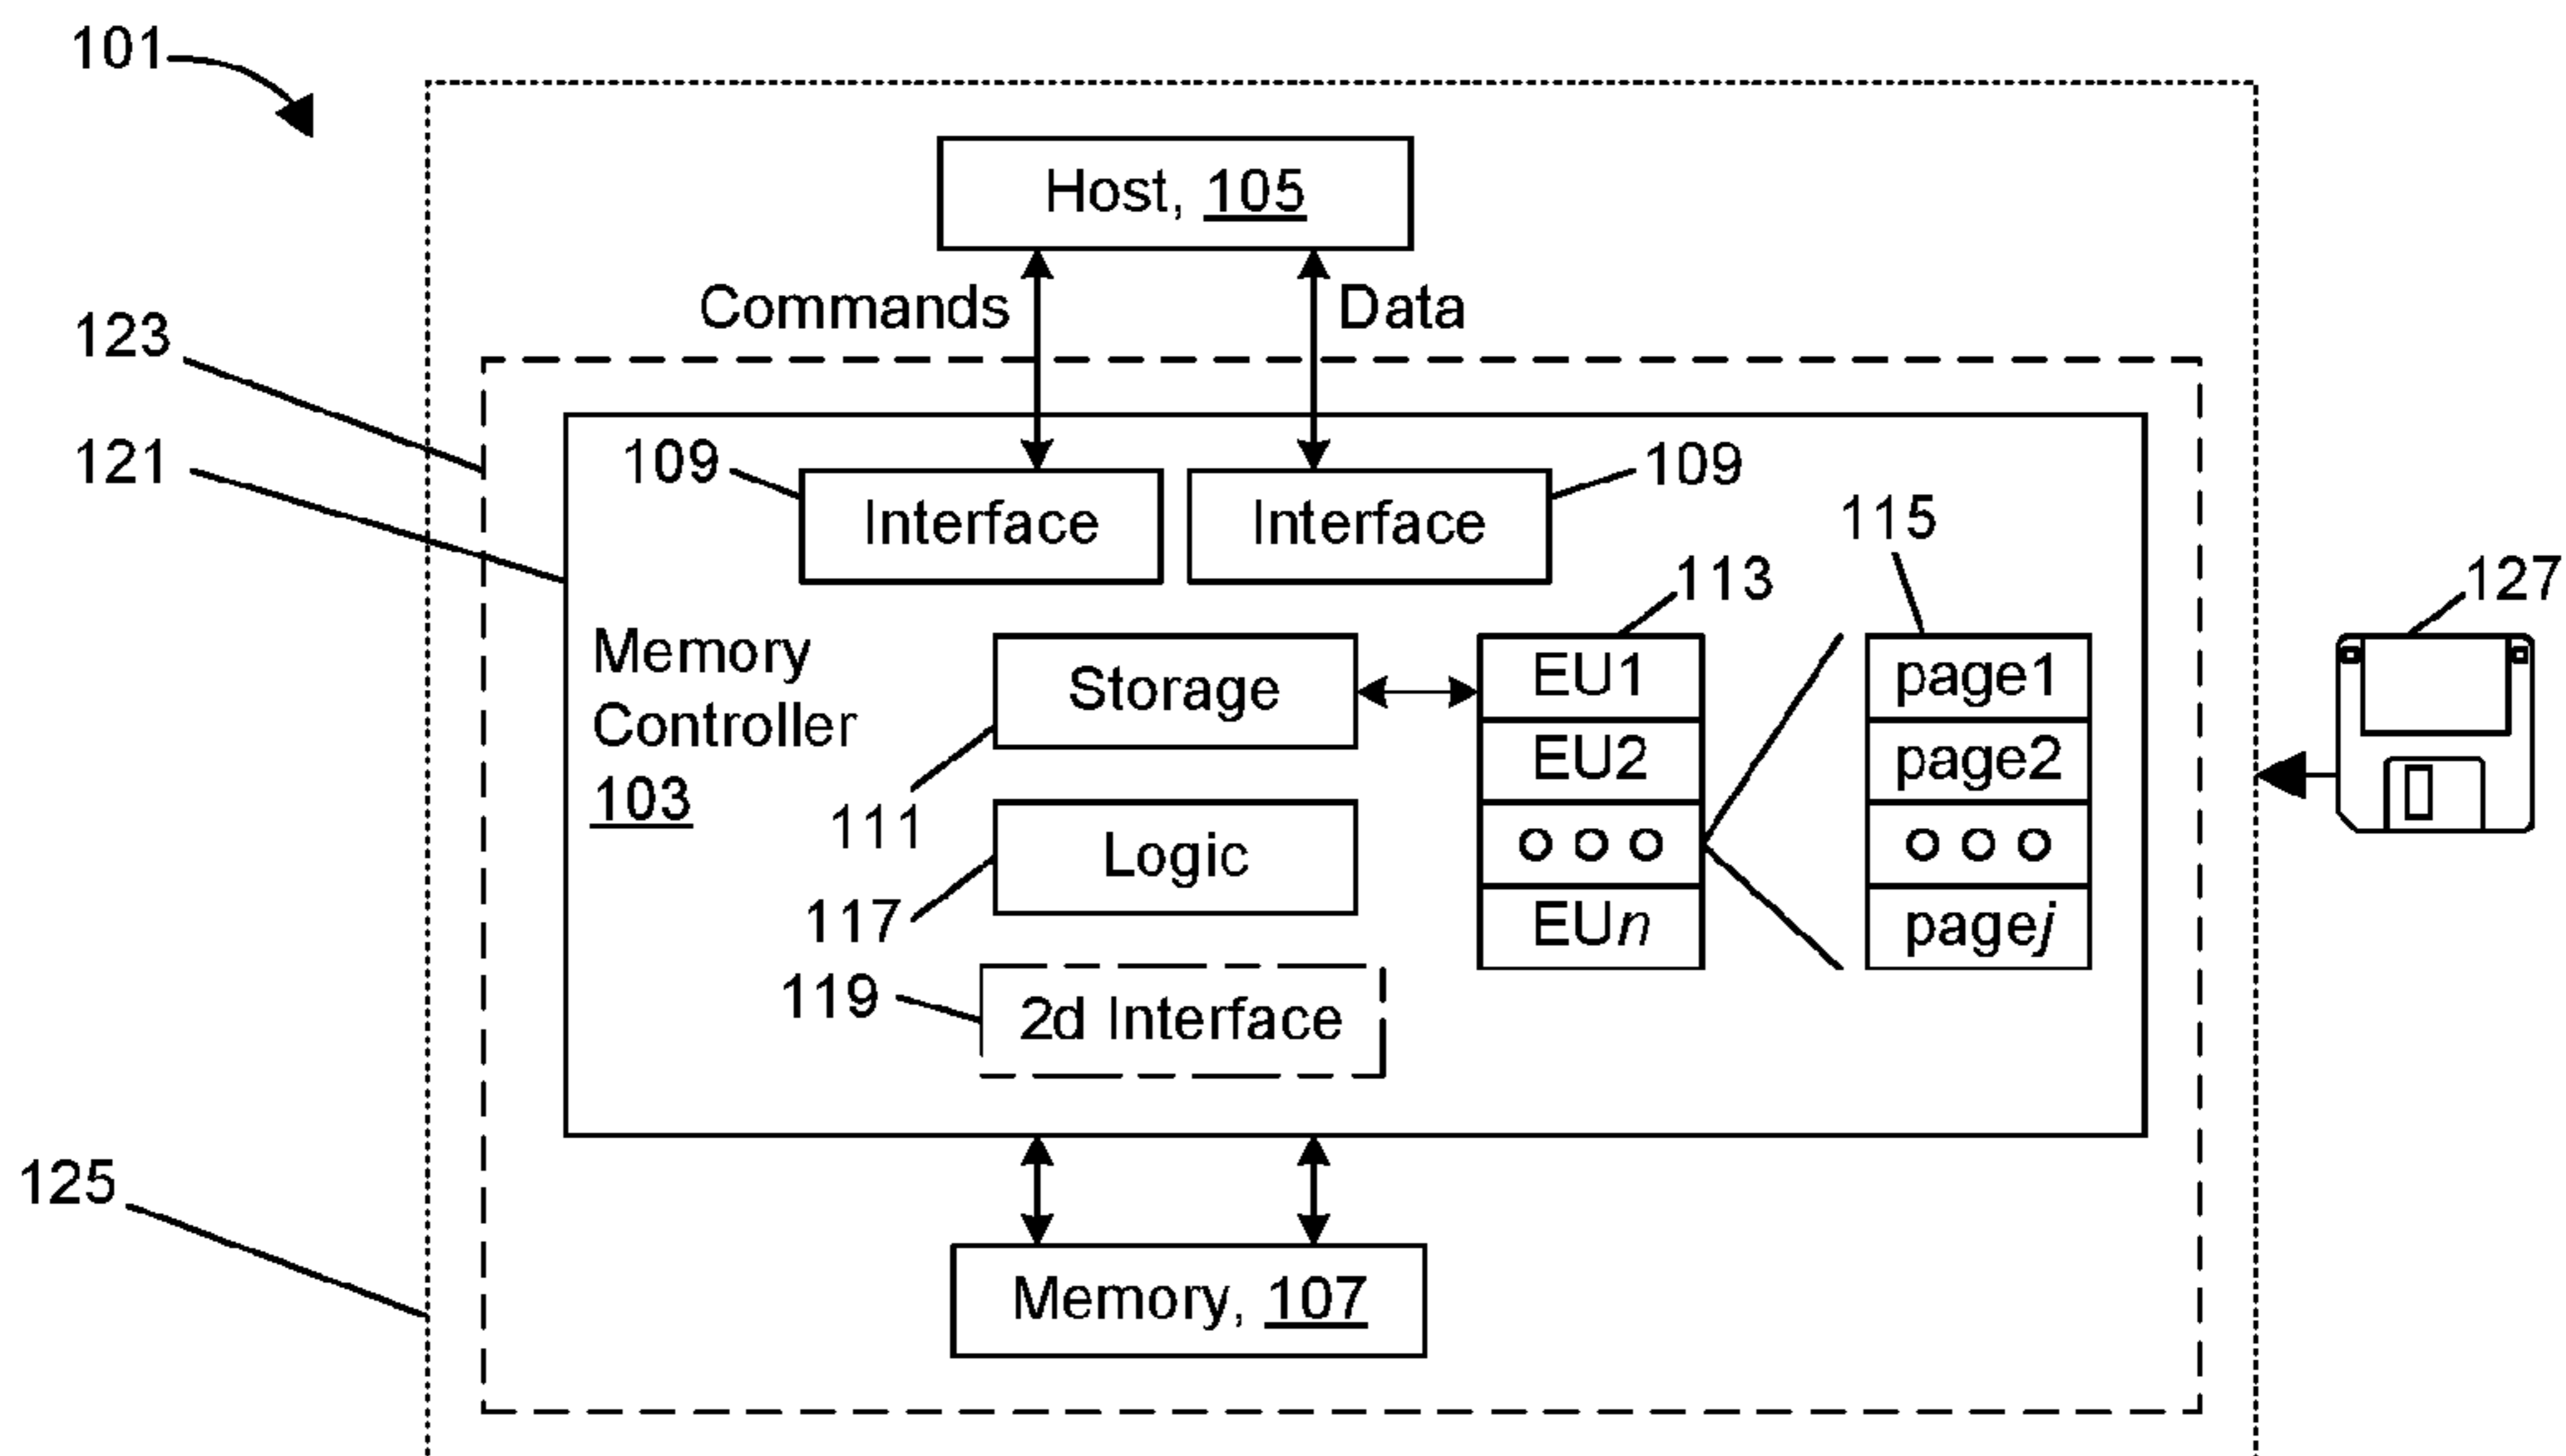 101
Host, 105
Commands
Data
123
121
109
109
Interface
Interface
115
113
127
Memory
Controller
103
Storage
EU1
page1
EU2
page2
111
Logic
117
EUn
pagej
119
2d Interface
125
Memory, 107